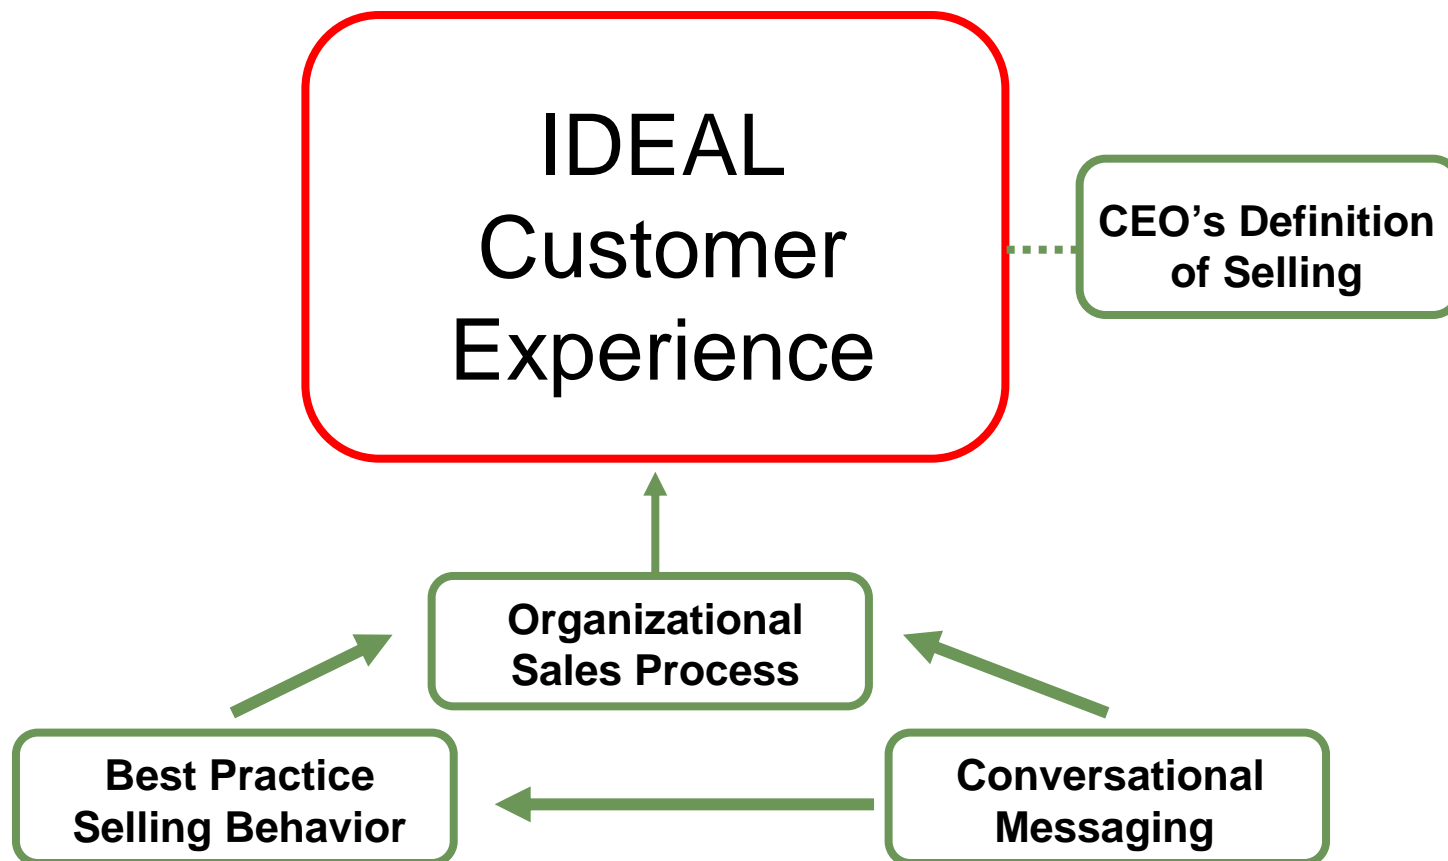 IDEAL
Customer
Experience
CEO’s Definition
of Selling
Organizational
Sales Process
Best Practice
Selling Behavior
Conversational
Messaging